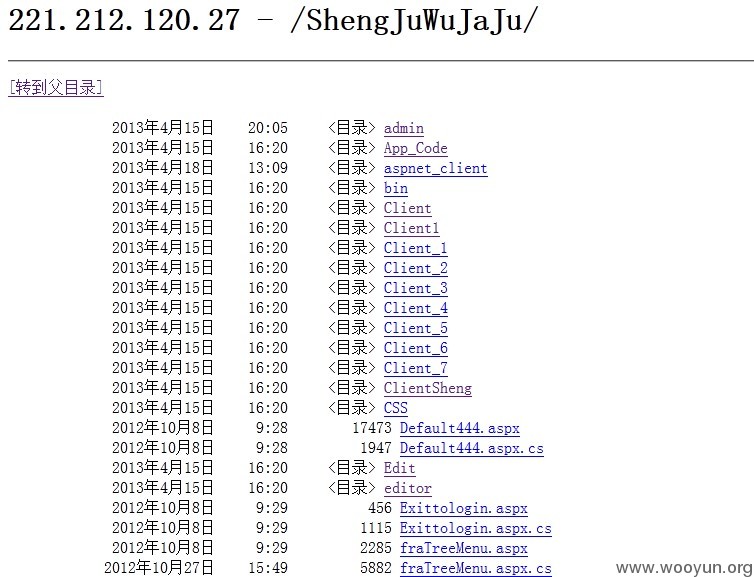 221.212.120.27 - /ShengJuWuJaJu/
[转到父目录]
2013年4月15日 20:05 <目录> admin
2013年4月15日 16:20 <目录> App_Code
2013年4月18日 13:09 <目录> aspnet_client
2013年4月15日 16:20 <目录> bin
2013年4月15日 16:20 <目录> Client
2013年4月15日 16:20 <目录> Client1
2013年4月15日 16:20 <目录> Client_1
2013年4月15日 16:20 <目录> Client_2
2013年4月15日 16:20 <目录> Client_3
2013年4月15日 16:20 <目录> Client_4
2013年4月15日 16:20 <目录> Client_5
2013年4月15日 16:20 <目录> Client_6
2013年4月15日 16:20 <目录> Client_7
2013年4月15日 16:20 <目录> ClientSheng
2013年4月15日 16:20 <目录> CSS
2012年10月8日 9:28 17473 Default444.aspx
2012年10月8日 9:28 1947 Default444.aspx.cs
2013年4月15日 16:20 <目录> Edit
2013年4月15日 16:20 <目录> editor
2012年10月8日 9:29 456 Exittologin.aspx
2012年10月8日 9:29 1115 Exittologin.aspx.cs
2012年10月8日 9:29 2285 fraTreeMenu.aspx
2012年10月27日 15:49 5882 fraTreeMenu.aspx.cs
www.wooyun.org